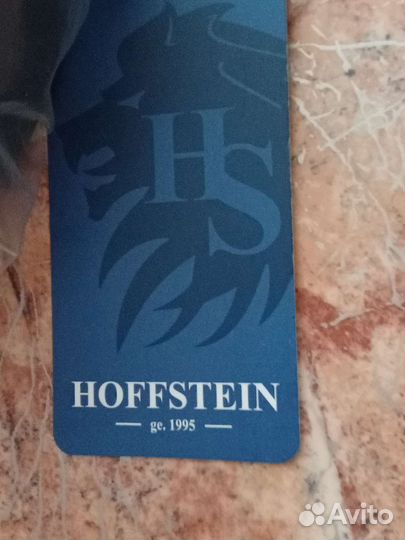 HS
HOFFSTEIN
— ge. 1995 —
Avito